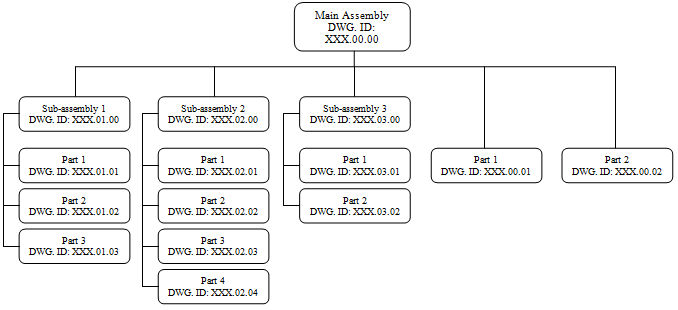 Main Assembly
DWG. ID:
XXX.00.00
Sub-assembly 1
DWG. ID: XXX.01.00
Sub-assembly 2
DWG. ID: XXX.02.00
Sub-assembly 3
DWG. ID: XXX.03.00
Part 1
DWG. ID: XXX.01.01
Part 1
DWG. ID: XXX.02.01
Part 1
DWG. ID: XXX.03.01
Part 1
DWG. ID: XXX.00.01
Part 2
DWG. ID: XXX.00.02
Part 2
DWG. ID: XXX.01.02
Part 2
DWG. ID: XXX.02.02
Part 2
DWG. ID: XXX.03.02
Part 3
DWG. ID: XXX.01.03
Part 3
DWG. ID: XXX.02.03
Part 4
DWG. ID: XXX.02.04